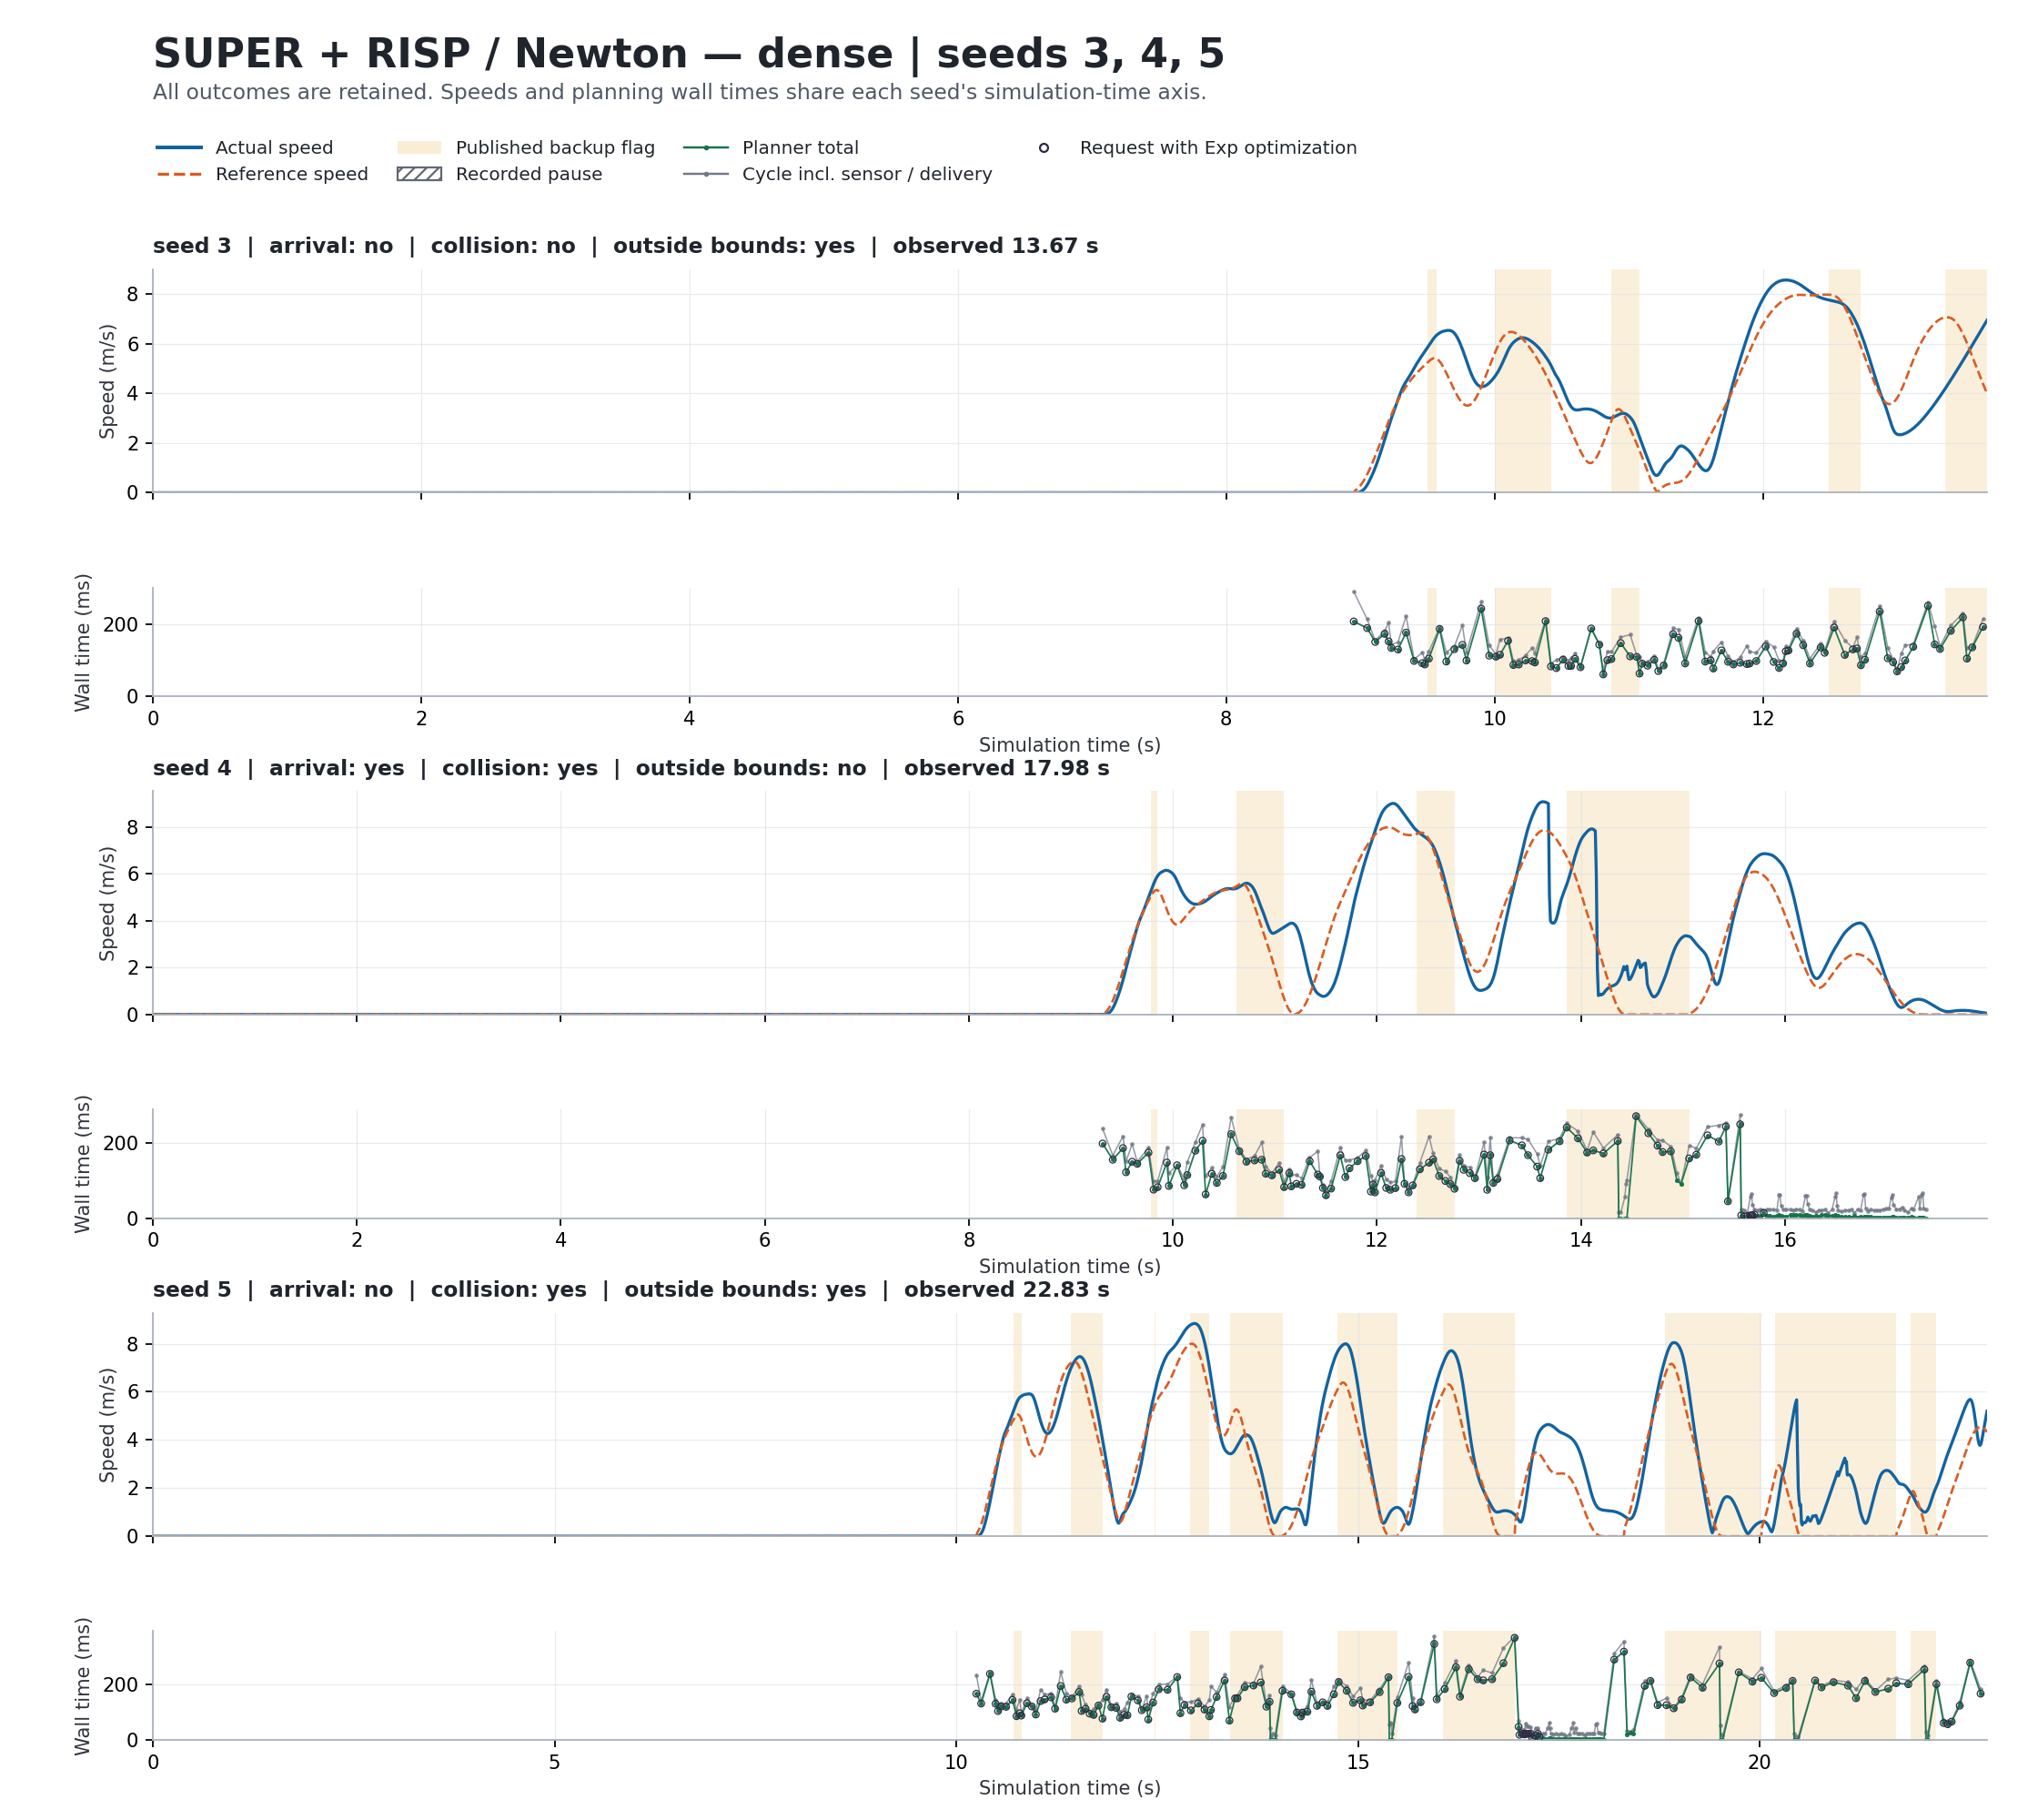 SUPER + RISP / Newton — dense | seeds 3, 4, 5
All outcomes are retained. Speeds and planning wall times share each seed's simulation-time axis.
Actual speed
Published backup flag
Planner total
Request with Exp optimization
Reference speed
Recorded pause
Cycle incl. sensor / delivery
seed 3 | arrival: no | collision: no | outside bounds: yes | observed 13.67 s
Speed (m/s)
8
6
4
2
0
Wall time (ms)
200
0
0 2 4 6 8 10 12
Simulation time (s)
seed 4 | arrival: yes | collision: yes | outside bounds: no | observed 17.98 s
Speed (m/s)
8
6
4
2
0
Wall time (ms)
200
0
0 2 4 6 8 10 12 14 16
Simulation time (s)
seed 5 | arrival: no | collision: yes | outside bounds: yes | observed 22.83 s
Speed (m/s)
8
6
4
2
0
Wall time (ms)
200
0
0 5 10 15 20
Simulation time (s)